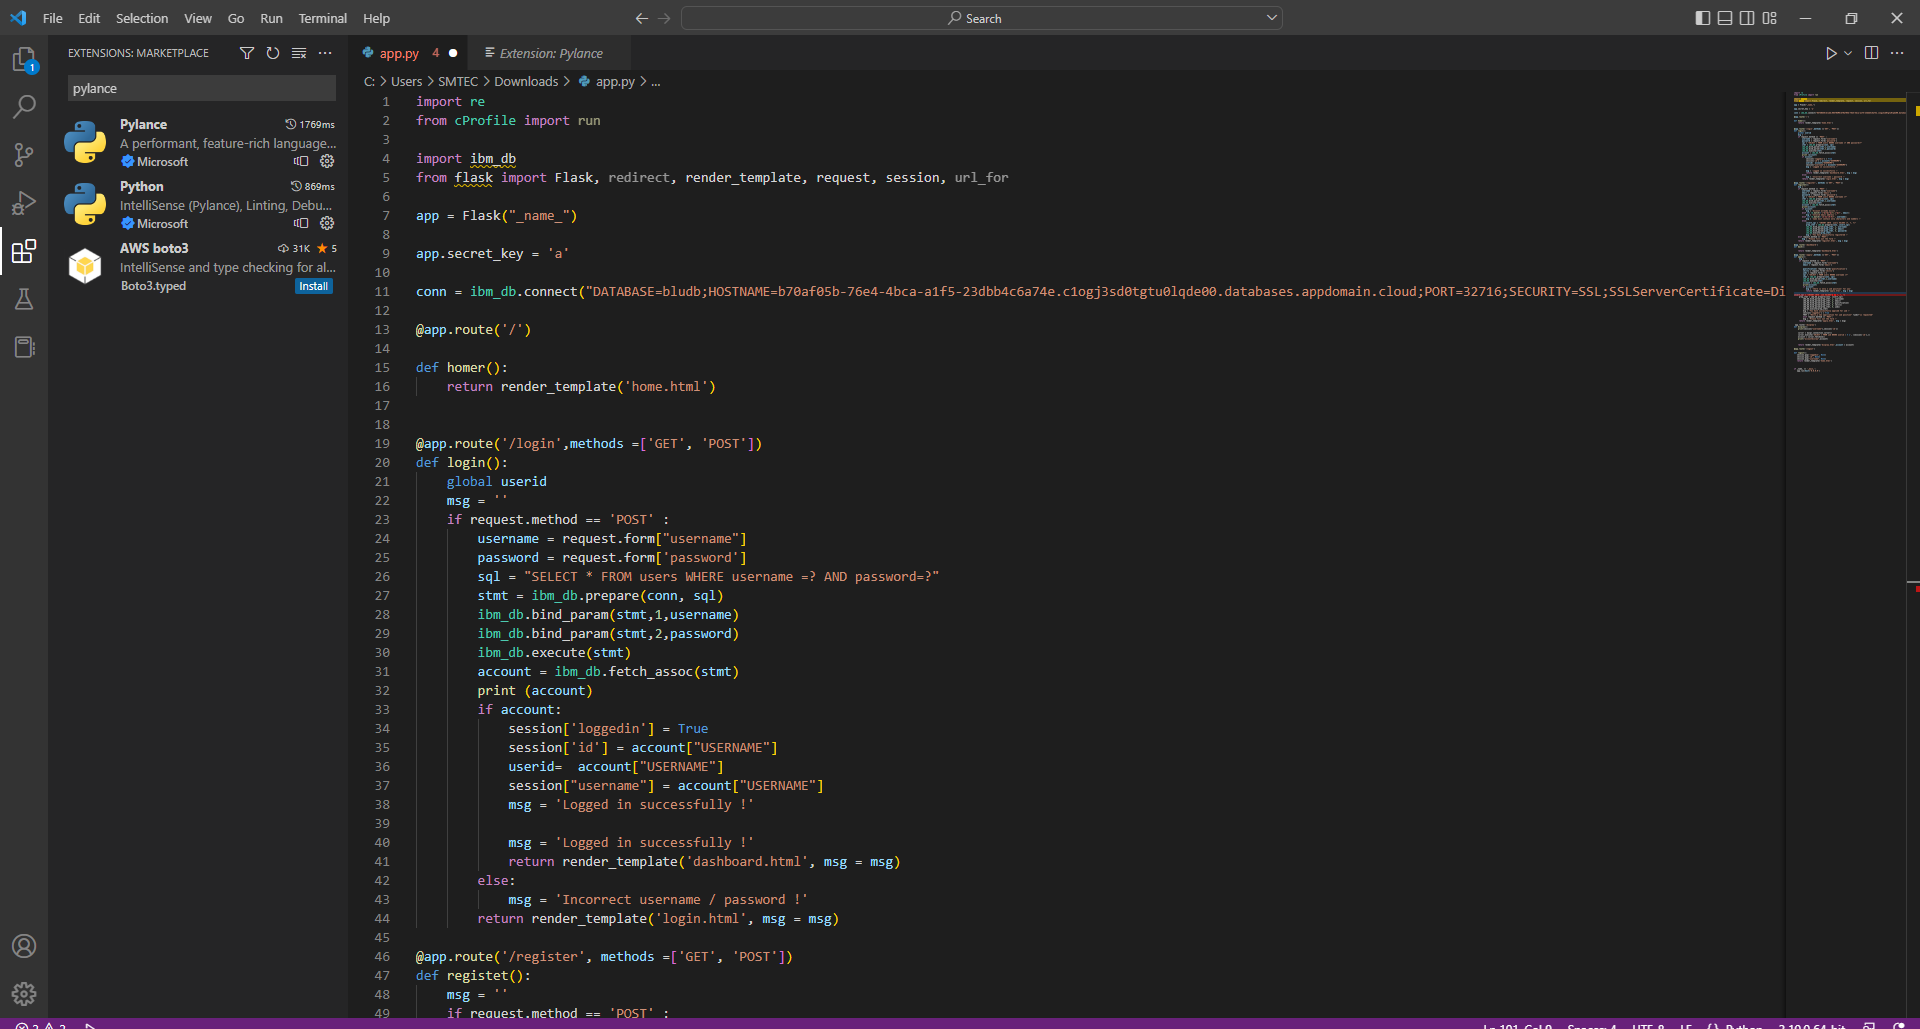 File Edit Selection View Go Run Terminal Help
Search
EXTENSIONS: MARKETPLACE
app.py 4
Extension: Pylance
1
pylance
C: > Users > SMTEC > Downloads > app.py > ...
Pylance 1769ms
A performant, feature-rich language...
Microsoft
Python 869ms
IntelliSense (Pylance), Linting, Debu...
Microsoft
AWS boto3 31K 5
IntelliSense and type checking for al...
Boto3.typed Install
1 import re
2 from cProfile import run
3
4 import ibm_db
5 from flask import Flask, redirect, render_template, request, session, url_for
6
7 app = Flask("_name_")
8
9 app.secret_key = 'a'
10
11 conn = ibm_db.connect("DATABASE=bludb;HOSTNAME=b70af05b-76e4-4bca-a1f5-23dbb4c6a74e.c1ogj3sd0tgtu0lqde00.databases.appdomain.cloud;PORT=32716;SECURITY=SSL;SSLServerCertificate=Di
12
13 @app.route('/')
14
15 def homer():
16     return render_template('home.html')
17
18
19 @app.route('/login',methods =['GET', 'POST'])
20 def login():
21     global userid
22     msg = ''
23     if request.method == 'POST' :
24         username = request.form["username"]
25         password = request.form['password']
26         sql = "SELECT * FROM users WHERE username =? AND password=?"
27         stmt = ibm_db.prepare(conn, sql)
28         ibm_db.bind_param(stmt,1,username)
29         ibm_db.bind_param(stmt,2,password)
30         ibm_db.execute(stmt)
31         account = ibm_db.fetch_assoc(stmt)
32         print (account)
33         if account:
34             session['loggedin'] = True
35             session['id'] = account["USERNAME"]
36             userid=  account["USERNAME"]
37             session["username"] = account["USERNAME"]
38             msg = 'Logged in successfully !'
39
40             msg = 'Logged in successfully !'
41             return render_template('dashboard.html', msg = msg)
42         else:
43             msg = 'Incorrect username / password !'
44         return render_template('login.html', msg = msg)
45
46 @app.route('/register', methods =['GET', 'POST'])
47 def registet():
48     msg = ''
49     if request.method == 'POST' :